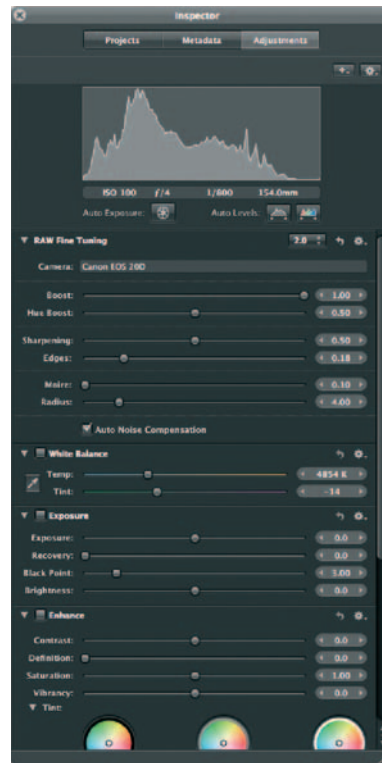 Inspector
Projects Metadata Adjustments
ISO 100 f/4 1/800 154.0mm
Auto Exposure: Auto Levels:
RAW Fine Tuning 2.0
Camera: Canon EOS 20D
Boost: 1.00
Hue Boost: 0.50
Sharpening: 0.50
Edges: 0.18
Moire: 0.10
Radius: 4.00
Auto Noise Compensation
White Balance
Temp: 4854 K
Tint: -14
Exposure
Exposure: 0.0
Recovery: 0.0
Black Point: 3.00
Brightness: 0.0
Enhance
Contrast: 0.0
Definition: 0.0
Saturation: 1.00
Vibrancy: 0.0
Tint: